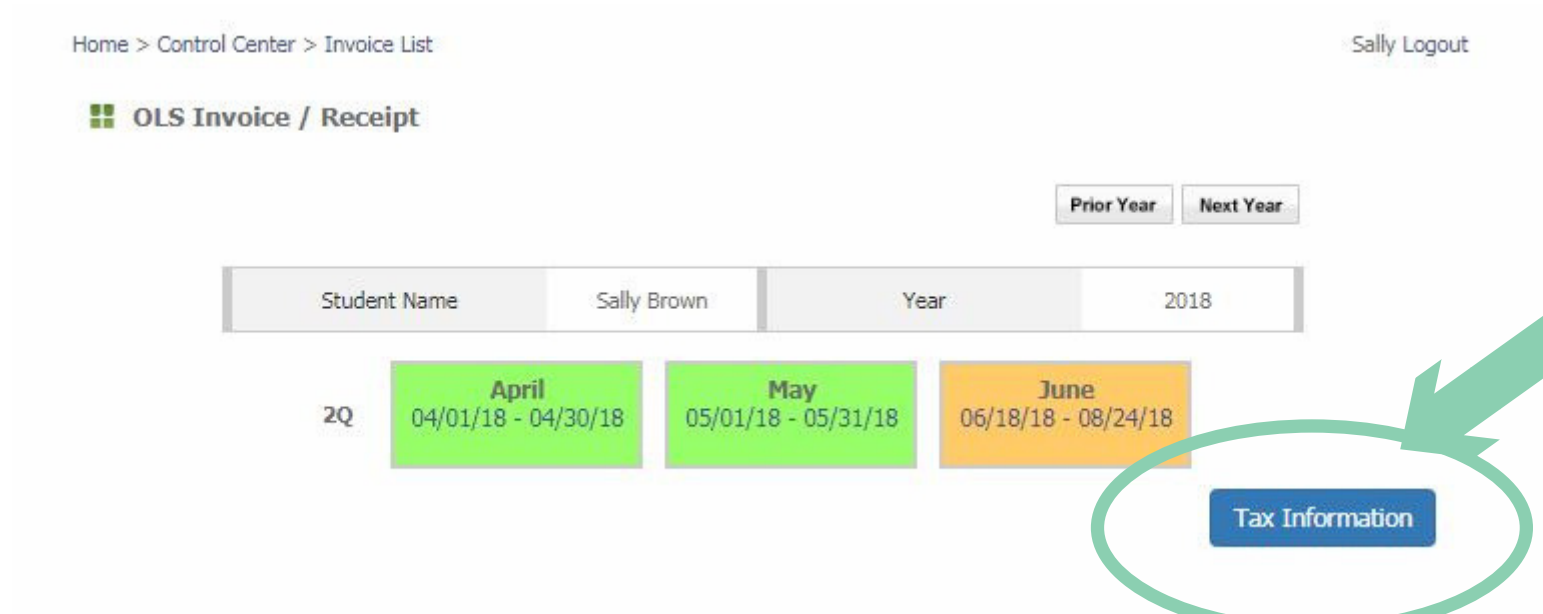 Home > Control Center > Invoice List
Sally Logout
OLS Invoice / Receipt
Prior Year Next Year
Student Name Sally Brown Year 2018
2Q
April
04/01/18 - 04/30/18
May
05/01/18 - 05/31/18
June
06/18/18 - 08/24/18
Tax Information